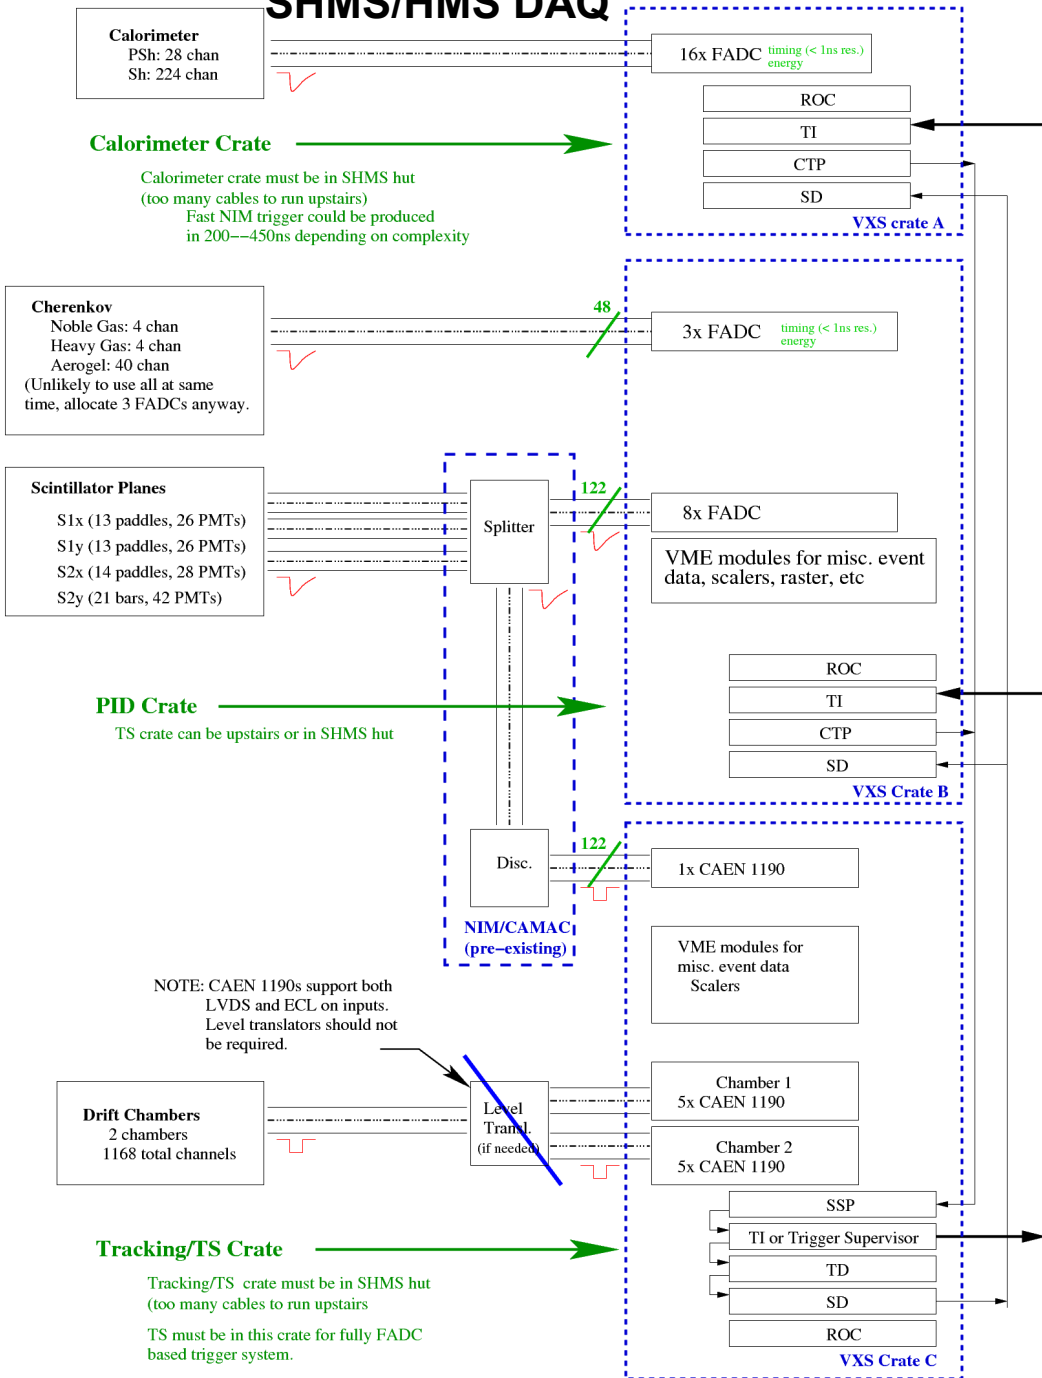 SHMS/HMS DAQ
Calorimeter
PSh: 28 chan
Sh: 224 chan
16x FADC timing (< 1ns res.)
energy
ROC
TI
CTP
SD
VXS crate A
Calorimeter Crate
Calorimeter crate must be in SHMS hut
(too many cables to run upstairs)
Fast NIM trigger could be produced
in 200−−450ns depending on complexity
Cherenkov
Noble Gas: 4 chan
Heavy Gas: 4 chan
Aerogel: 40 chan
(Unlikely to use all at same
time, allocate 3 FADCs anyway.
48
3x FADC timing (< 1ns res.)
energy
Scintillator Planes
S1x (13 paddles, 26 PMTs)
S1y (13 paddles, 26 PMTs)
S2x (14 paddles, 28 PMTs)
S2y (21 bars, 42 PMTs)
Splitter
122
8x FADC
VME modules for misc. event
data, scalers, raster, etc
ROC
TI
CTP
SD
VXS Crate B
PID Crate
TS crate can be upstairs or in SHMS hut
Disc.
122
1x CAEN 1190
NIM/CAMAC
(pre−existing)
VME modules for
misc. event data
Scalers
NOTE: CAEN 1190s support both
LVDS and ECL on inputs.
Level translators should not
be required.
Drift Chambers
2 chambers
1168 total channels
Level
Transl.
(if needed)
Chamber 1
5x CAEN 1190
Chamber 2
5x CAEN 1190
SSP
TI or Trigger Supervisor
TD
SD
ROC
VXS Crate C
Tracking/TS Crate
Tracking/TS crate must be in SHMS hut
(too many cables to run upstairs
TS must be in this crate for fully FADC
based trigger system.